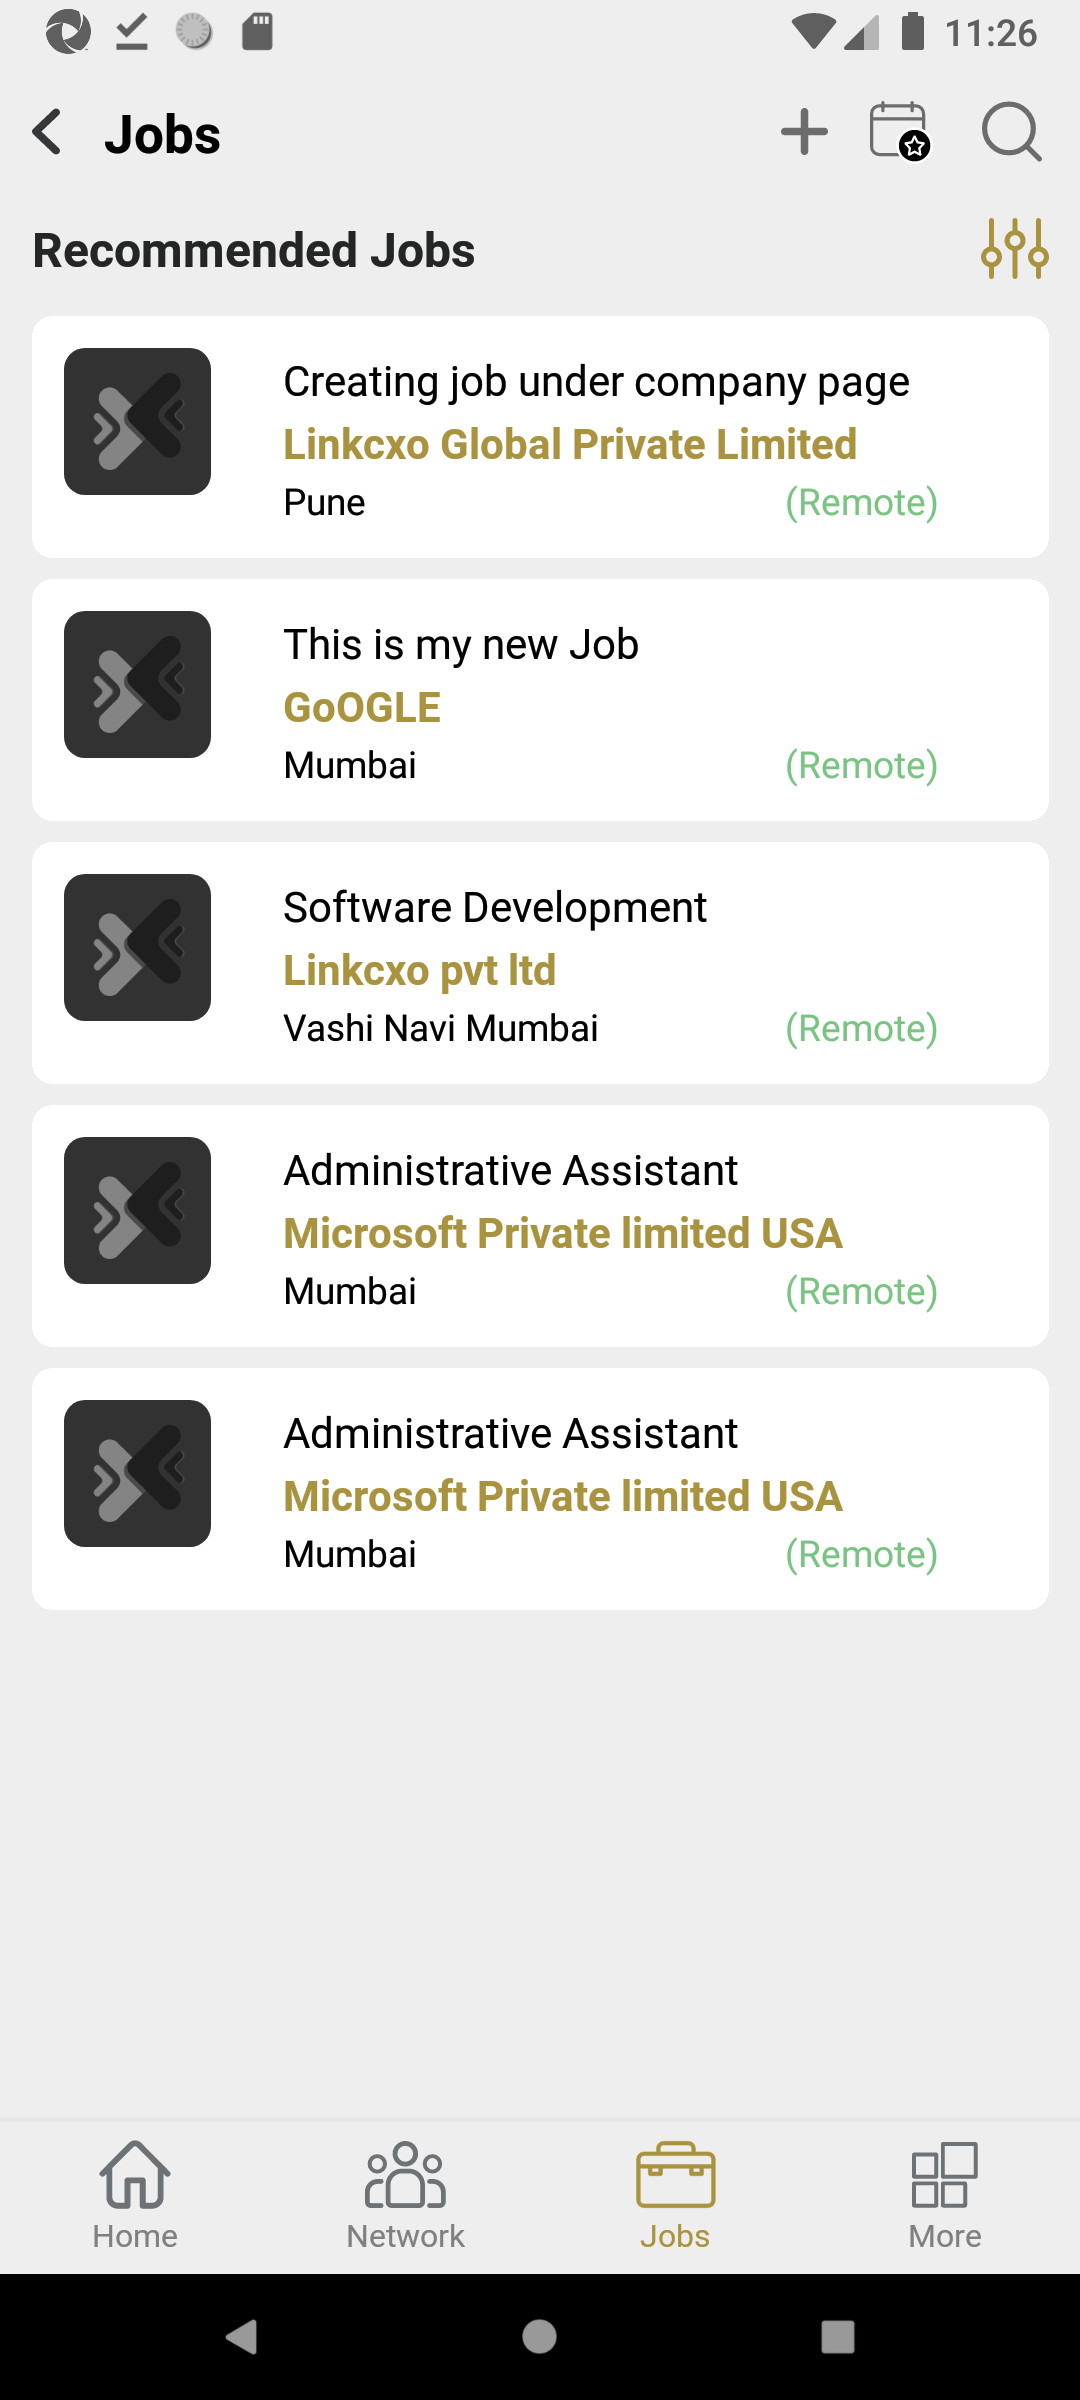 11:26
Jobs
Recommended Jobs
Creating job under company page
Linkcxo Global Private Limited
Pune (Remote)
This is my new Job
GoOGLE
Mumbai (Remote)
Software Development
Linkcxo pvt ltd
Vashi Navi Mumbai (Remote)
Administrative Assistant
Microsoft Private limited USA
Mumbai (Remote)
Administrative Assistant
Microsoft Private limited USA
Mumbai (Remote)
Home Network Jobs More